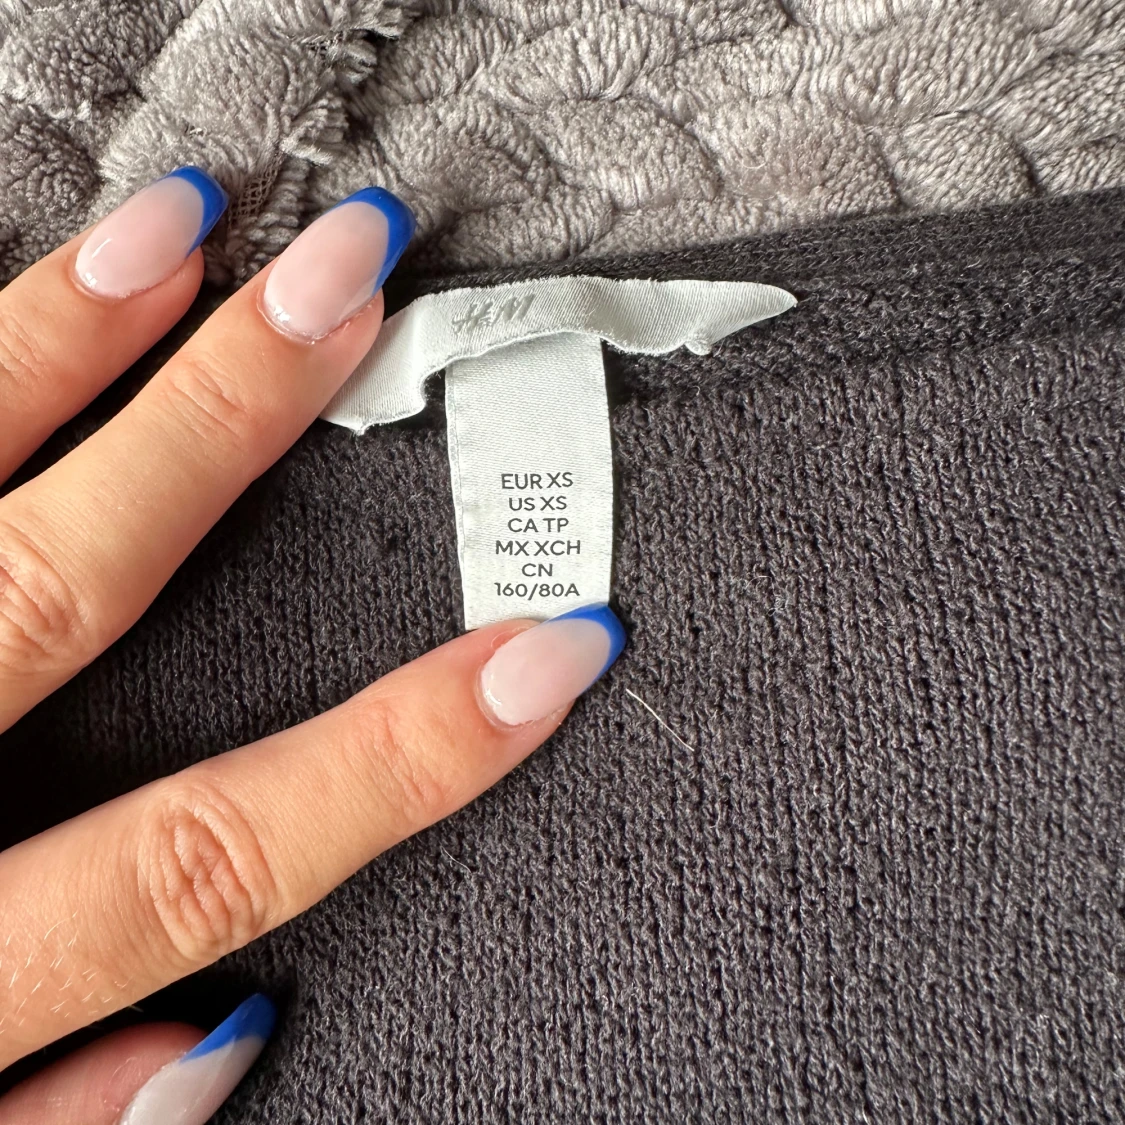 H&M
EUR XS
US XS
CA TP
MX XCH
CN
160/80A